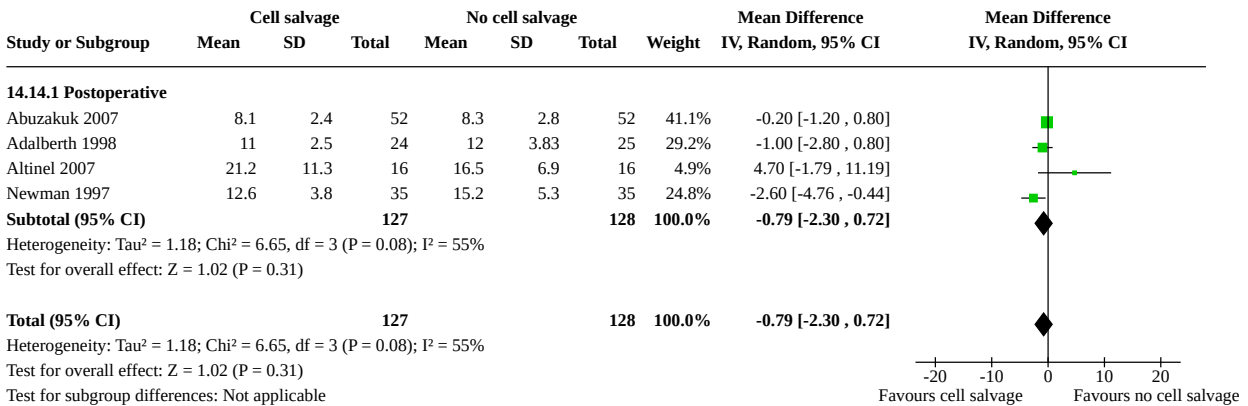 Cell salvage No cell salvage Mean Difference Mean Difference
Study or Subgroup Mean SD Total Mean SD Total Weight IV, Random, 95% CI IV, Random, 95% CI
14.14.1 Postoperative
Abuzakuk 2007 8.1 2.4 52 8.3 2.8 52 41.1% -0.20 [-1.20 , 0.80]
Adalberth 1998 11 2.5 24 12 3.83 25 29.2% -1.00 [-2.80 , 0.80]
Altinel 2007 21.2 11.3 16 16.5 6.9 16 4.9% 4.70 [-1.79 , 11.19]
Newman 1997 12.6 3.8 35 15.2 5.3 35 24.8% -2.60 [-4.76 , -0.44]
Subtotal (95% CI) 127 128 100.0% -0.79 [-2.30 , 0.72]
Heterogeneity: Tau² = 1.18; Chi² = 6.65, df = 3 (P = 0.08); I² = 55%
Test for overall effect: Z = 1.02 (P = 0.31)
Total (95% CI) 127 128 100.0% -0.79 [-2.30 , 0.72]
Heterogeneity: Tau² = 1.18; Chi² = 6.65, df = 3 (P = 0.08); I² = 55%
Test for overall effect: Z = 1.02 (P = 0.31) -20 -10 0 10 20
Test for subgroup differences: Not applicable Favours cell salvage Favours no cell salvage